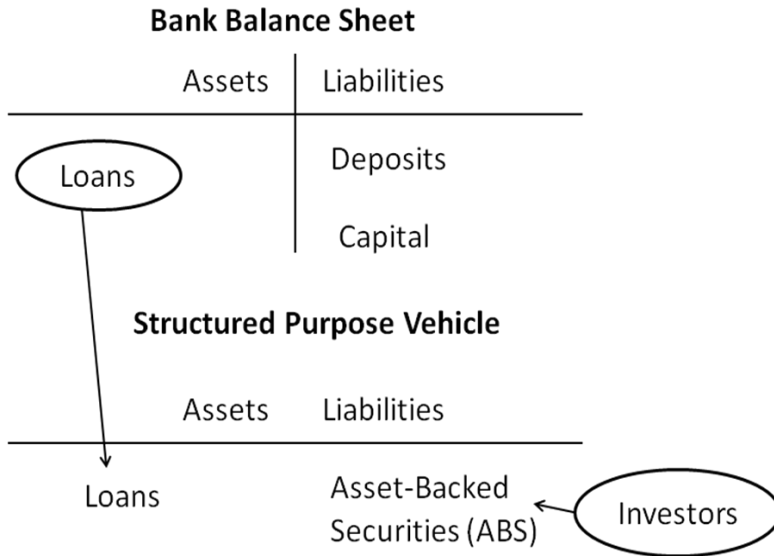 Bank Balance Sheet
Assets Liabilities
Loans Deposits
Capital
Structured Purpose Vehicle
Assets Liabilities
Loans Asset-Backed
Securities (ABS) Investors